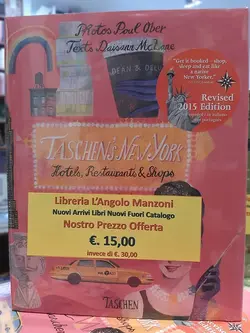 Photos Paul Ober
Texts Daisann McLane
DEAN & DELUCA
"Get it booked – shop,
sleep and eat like
a native
New Yorker."
Revised
2015 Edition
TASCHEN'S NEW YORK
Hotels, Restaurants & Shops
Libreria L'Angolo Manzoni
Nuovi Arrivi Libri Nuovi Fuori Catalogo
Nostro Prezzo Offerta
€. 15,00
invece di €. 30,00
TASCHEN